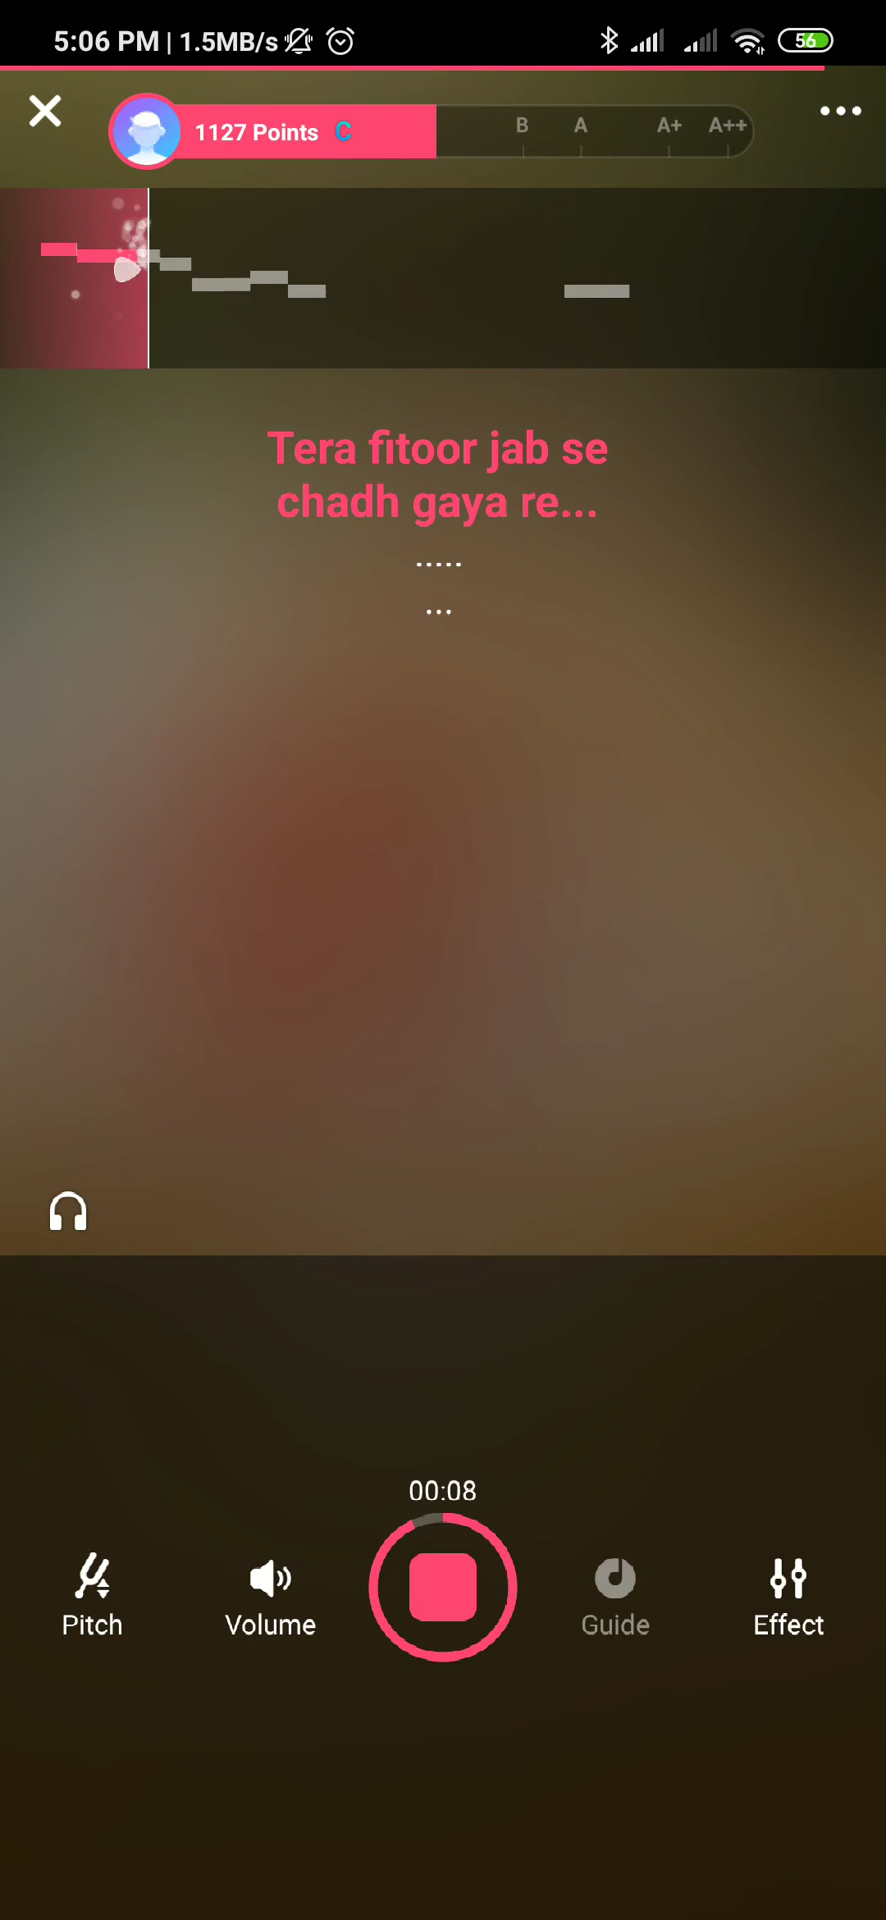 5:06 PM | 1.5MB/s 56
1127 Points C B A A+ A++
Tera fitoor jab se
chadh gaya re...
.....
...
00:08
Pitch Volume Guide Effect